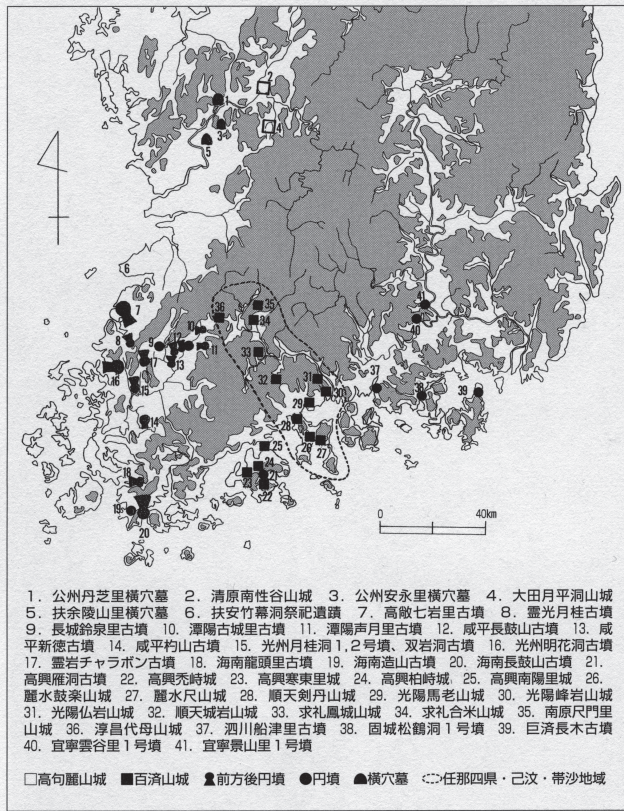 0 40km
1．公州丹芝里横穴墓 2．清原南性谷山城 3．公州安永里横穴墓 4．大田月平洞山城
5．扶余陵山里横穴墓 6．扶安竹幕洞祭祀遺蹟 7．高敞七岩里古墳 8．霊光月桂古墳
9．長城鈴泉里古墳 10．潭陽古城里古墳 11．潭陽声月里古墳 12．咸平長鼓山古墳 13．咸
平新徳古墳 14．咸平杓山古墳 15．光州月桂洞1,2号墳、双岩洞古墳 16．光州明花洞古墳
17．霊岩チャラボン古墳 18．海南龍頭里古墳 19．海南造山古墳 20．海南長鼓山古墳 21．
高興雁洞古墳 22．高興禿峙城 23．高興寒東里城 24．高興柏峙城 25．高興南陽里城 26．
麗水鼓楽山城 27．麗水尺山城 28．順天剣丹山城 29．光陽馬老山城 30．光陽峰岩山城
31．光陽仏岩山城 32．順天城岩山城 33．求礼鳳城山城 34．求礼合米山城 35．南原尺門里
山城 36．淳昌代母山城 37．泗川船津里古墳 38．固城松鶴洞1号墳 39．巨済長木古墳
40．宜寧雲谷里1号墳 41．宜寧景山里1号墳
□高句麗山城 ■百済山城 前方後円墳 ●円墳 横穴墓 任那四県・己汶・帯沙地域